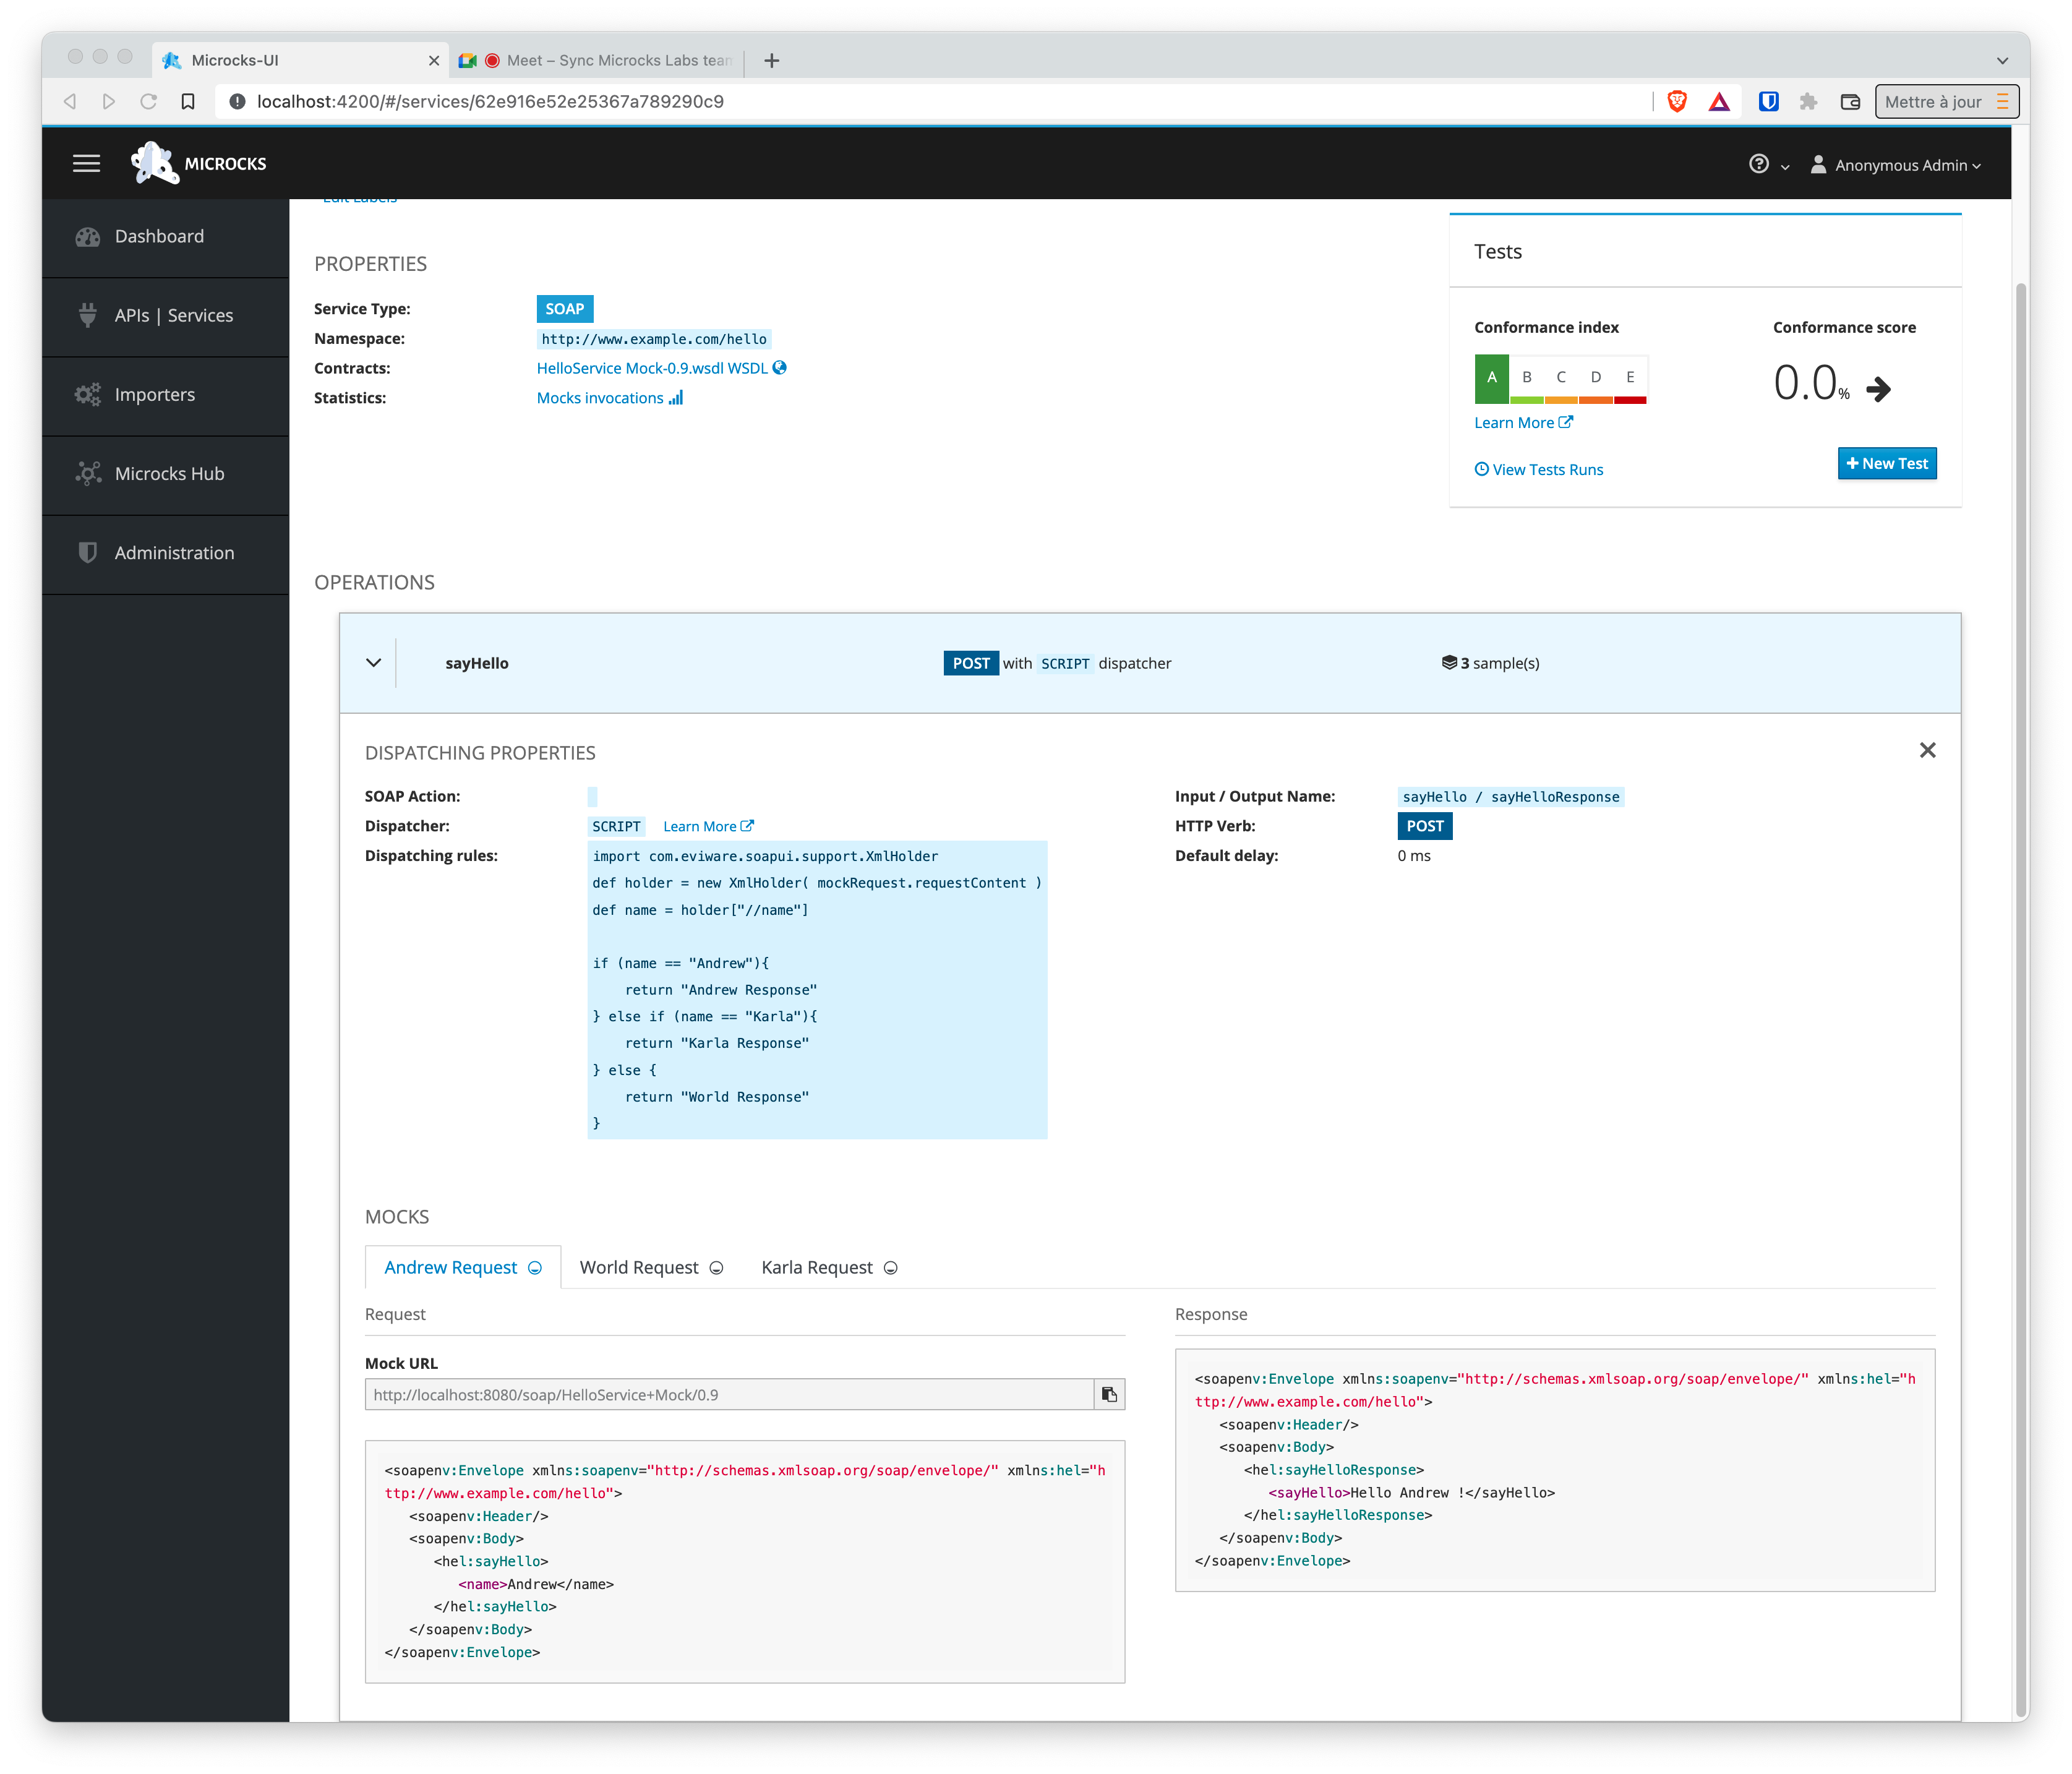 Microcks-UI
Meet – Sync Microcks Labs team
localhost:4200/#/services/62e916e52e25367a789290c9
Mettre à jour
MICROCKS
Anonymous Admin
Edit Labels
Dashboard
APIs | Services
Importers
Microcks Hub
Administration
PROPERTIES
Service Type: SOAP
Namespace: http://www.example.com/hello
Contracts: HelloService Mock-0.9.wsdl WSDL
Statistics: Mocks invocations
Tests
Conformance index
A B C D E
Learn More
View Tests Runs
Conformance score
0.0%
New Test
OPERATIONS
sayHello POST with SCRIPT dispatcher 3 sample(s)
DISPATCHING PROPERTIES
SOAP Action:
Dispatcher: SCRIPT Learn More
Dispatching rules:
import com.eviware.soapui.support.XmlHolder
def holder = new XmlHolder( mockRequest.requestContent )
def name = holder["//name"]
if (name == "Andrew"){
return "Andrew Response"
} else if (name == "Karla"){
return "Karla Response"
} else {
return "World Response"
}
Input / Output Name: sayHello / sayHelloResponse
HTTP Verb: POST
Default delay: 0 ms
MOCKS
Andrew Request World Request Karla Request
Request
Mock URL
http://localhost:8080/soap/HelloService+Mock/0.9
<soapenv:Envelope xmlns:soapenv="http://schemas.xmlsoap.org/soap/envelope/" xmlns:hel="h
ttp://www.example.com/hello">
<soapenv:Header/>
<soapenv:Body>
<hel:sayHello>
<name>Andrew</name>
</hel:sayHello>
</soapenv:Body>
</soapenv:Envelope>
Response
<soapenv:Envelope xmlns:soapenv="http://schemas.xmlsoap.org/soap/envelope/" xmlns:hel="h
ttp://www.example.com/hello">
<soapenv:Header/>
<soapenv:Body>
<hel:sayHelloResponse>
<sayHello>Hello Andrew !</sayHello>
</hel:sayHelloResponse>
</soapenv:Body>
</soapenv:Envelope>